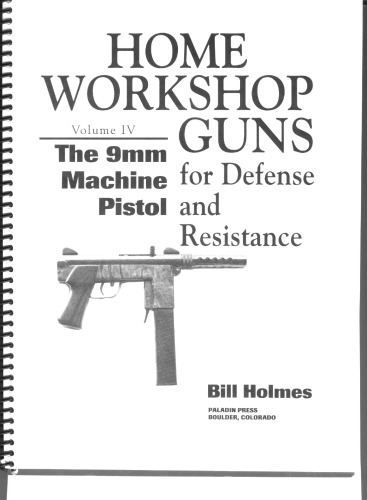 HOME
WORKSHOP
GUNS
for Defense
and
Resistance
Volume IV
The 9mm
Machine
Pistol
Bill Holmes
PALADIN PRESS
BOULDER, COLORADO